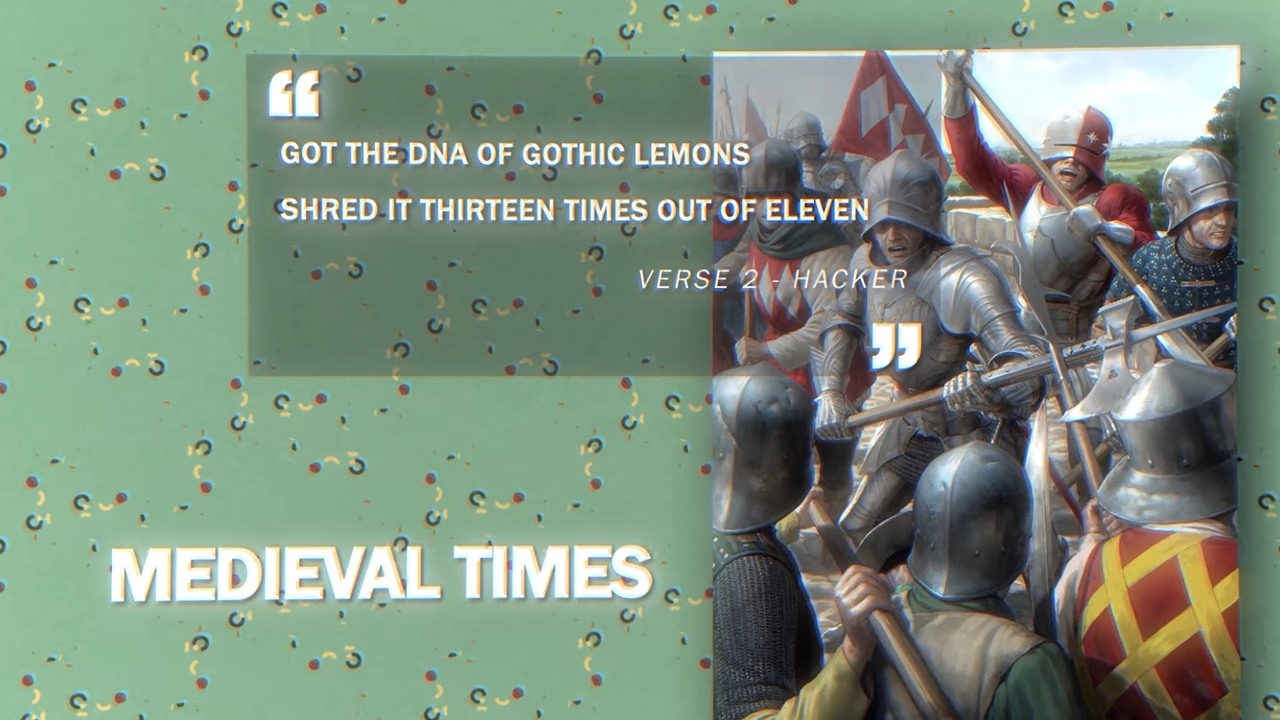 “
GOT THE DNA OF GOTHIC LEMONS
SHRED IT THIRTEEN TIMES OUT OF ELEVEN
VERSE 2 - HACKER
”
MEDIEVAL TIMES